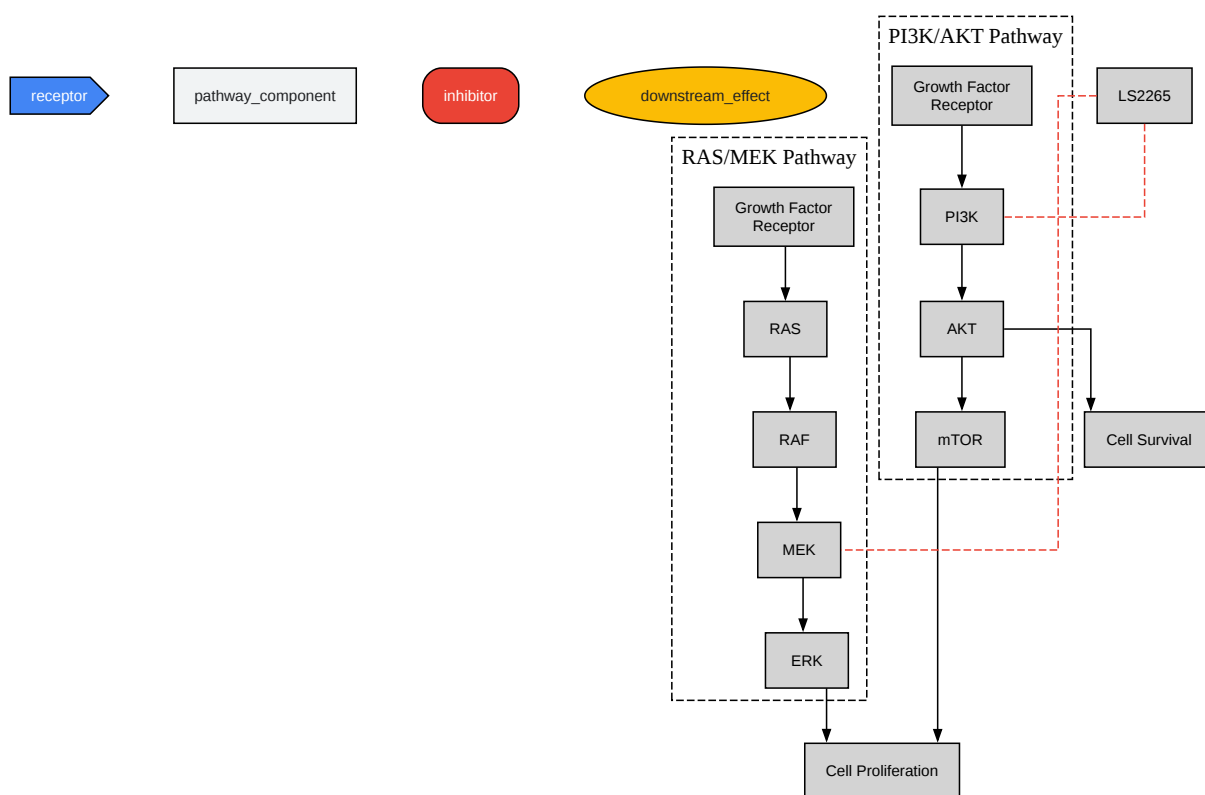 PI3K/AKT Pathway
receptor
pathway_component
inhibitor
downstream_effect
Growth Factor
Receptor
LS2265
RAS/MEK Pathway
Growth Factor
Receptor
PI3K
RAS
AKT
RAF
mTOR
Cell Survival
MEK
ERK
Cell Proliferation